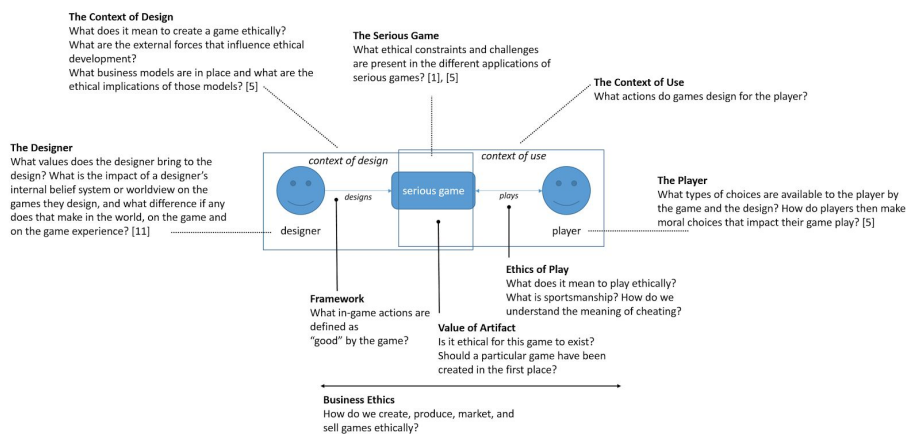 The Context of Design
What does it mean to create a game ethically?
What are the external forces that influence ethical
development?
What business models are in place and what are the
ethical implications of those models? [5]
The Serious Game
What ethical constraints and challenges
are present in the different applications of
serious games? [1], [5]
The Context of Use
What actions do games design for the player?
The Designer
What values does the designer bring to the
design? What is the impact of a designer's
internal belief system or worldview on the
games they design, and what difference if any
does that make in the world, on the game and
on the game experience? [11]
context of design
context of use
designs
serious game
plays
designer
player
The Player
What types of choices are available to the player by
the game and the design? How do players then make
moral choices that impact their game play? [5]
Framework
What in-game actions are
defined as
“good” by the game?
Value of Artifact
Is it ethical for this game to exist?
Should a particular game have been
created in the first place?
Ethics of Play
What does it mean to play ethically?
What is sportsmanship? How do we
understand the meaning of cheating?
Business Ethics
How do we create, produce, market, and
sell games ethically?